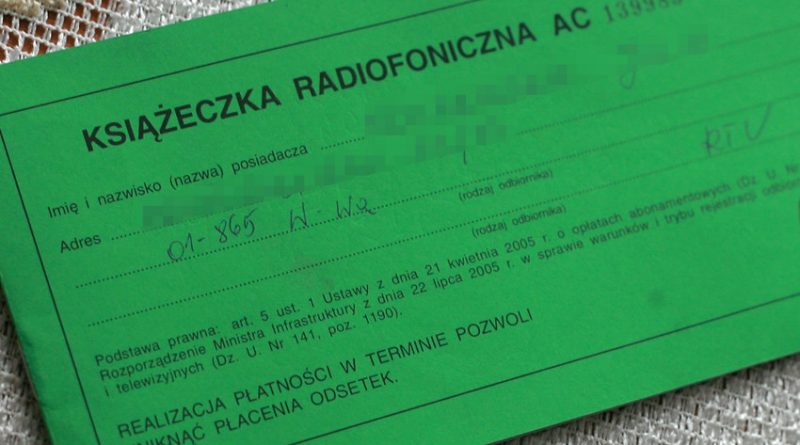 KSIĄŻECZKA RADIOFONICZNA AC 13998
Imię i nazwisko (nazwa) posiadacza
Adres
01-865 W-Wa
(rodzaj odbiornika)
RTV
(rodzaj odbiornika)
Podstawa prawna: art. 5 ust. 1 Ustawy z dnia 21 kwietnia 2005 r. o opłatach abonamentowych (Dz. U. Nr
Rozporządzenie Ministra Infrastruktury z dnia 22 lipca 2005 r. w sprawie warunków i trybu rejestracji odbior
i telewizyjnych (Dz. U. Nr 141, poz. 1190).
REALIZACJA PŁATNOŚCI W TERMINIE POZWOLI
UNIKNĄĆ PŁACENIA ODSETEK.